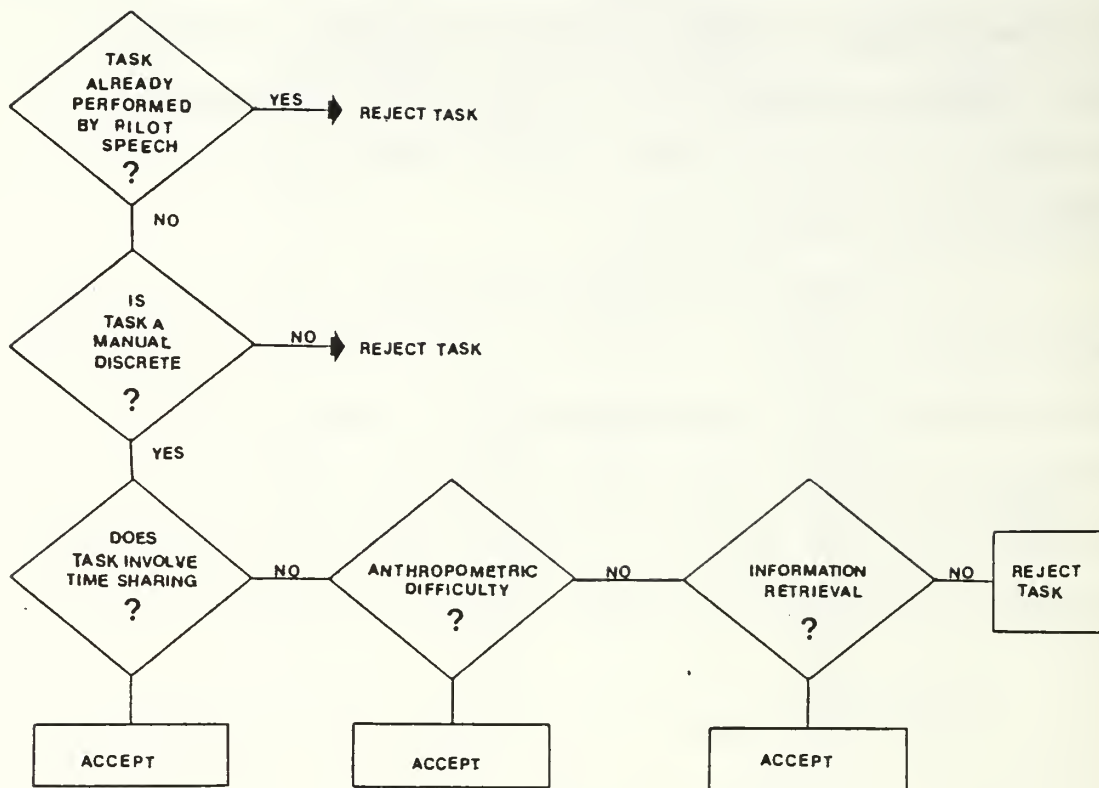 TASK
ALREADY
PERFORMED
BY PILOT
SPEECH
?
YES
REJECT TASK
NO
IS
TASK A
MANUAL
DISCRETE
?
NO
REJECT TASK
YES
DOES
TASK INVOLVE
TIME SHARING
?
NO
ANTHROPOMETRIC
DIFFICULTY
?
NO
INFORMATION
RETRIEVAL
?
NO
REJECT
TASK
ACCEPT
ACCEPT
ACCEPT